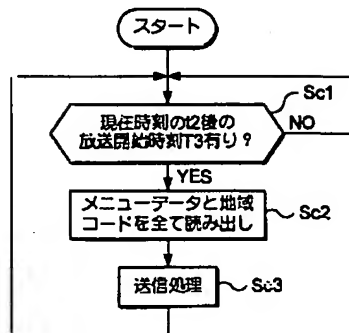 スタート
Sc1
現在時刻のt2後の
放送開始時刻T3有り？
NO
YES
メニューデータと地域
コードを全て読み出し
Sc2
送信処理
Sc3